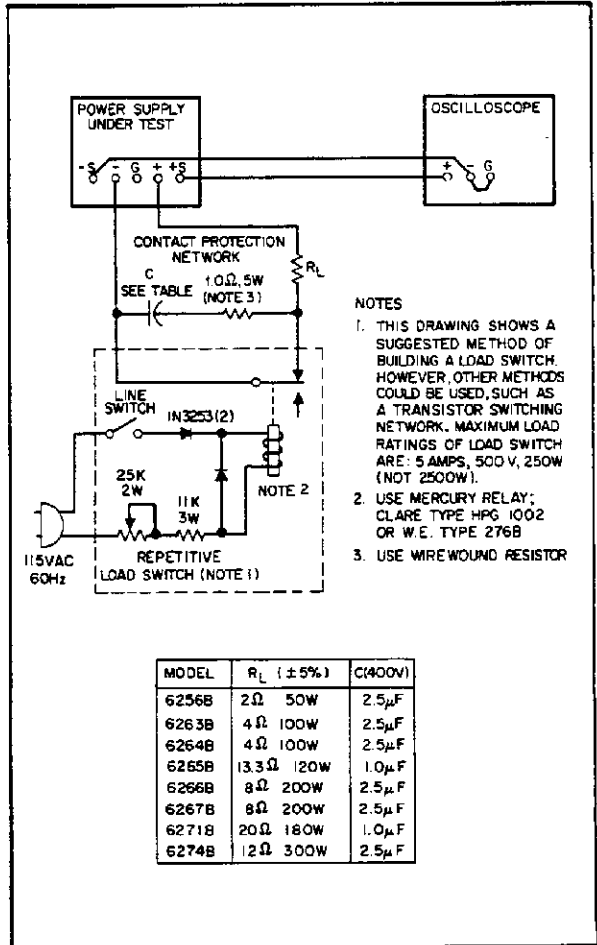 POWER SUPPLY
UNDER TEST
-S - G + +S
OSCILLOSCOPE
+ - G
CONTACT PROTECTION
NETWORK
C
SEE TABLE
1.0Ω, 5W
(NOTE 3)
RL
LINE
SWITCH
IN3253(2)
25K
2W
11K
3W
NOTE 2
115VAC
60Hz
REPETITIVE
LOAD SWITCH (NOTE 1)
NOTES
1. THIS DRAWING SHOWS A
SUGGESTED METHOD OF
BUILDING A LOAD SWITCH.
HOWEVER, OTHER METHODS
COULD BE USED, SUCH AS
A TRANSISTOR SWITCHING
NETWORK. MAXIMUM LOAD
RATINGS OF LOAD SWITCH
ARE: 5 AMPS, 500 V, 250W
(NOT 2500W).
2. USE MERCURY RELAY;
CLARE TYPE HPG 1002
OR W.E. TYPE 276B
3. USE WIREWOUND RESISTOR
MODEL RL (±5%) C(400V)
6256B 2Ω 50W 2.5μF
6263B 4Ω 100W 2.5μF
6264B 4Ω 100W 2.5μF
6265B 13.3Ω 120W 1.0μF
6266B 8Ω 200W 2.5μF
6267B 8Ω 200W 2.5μF
6271B 20Ω 180W 1.0μF
6274B 12Ω 300W 2.5μF